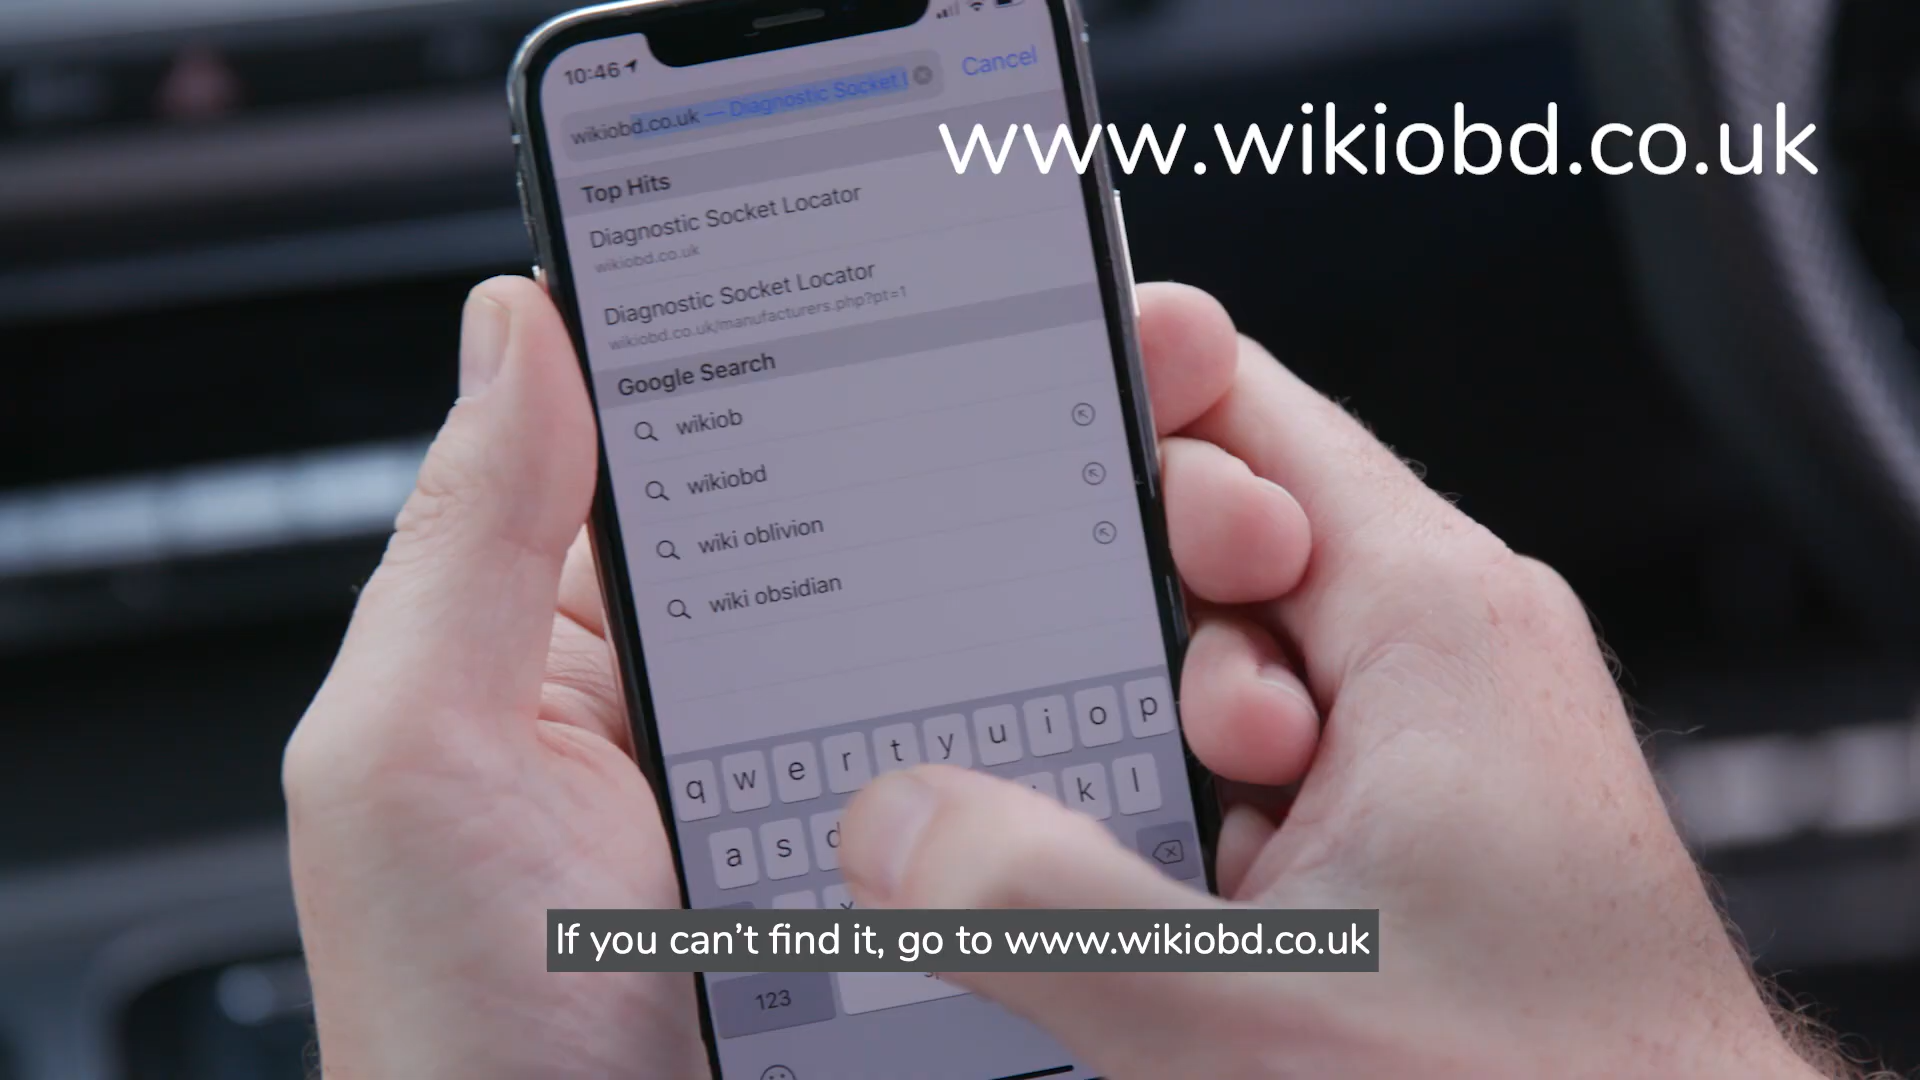 10:46
wikiobd.co.uk — Diagnostic Socket
Cancel
www.wikiobd.co.uk
Top Hits
Diagnostic Socket Locator
wikiobd.co.uk
Diagnostic Socket Locator
wikiobd.co.uk/manufacturers.php?pt=1
Google Search
wikiob
wikiobd
wiki oblivion
wiki obsidian
q w e r t y u i o p
a s d k l
If you can't find it, go to www.wikiobd.co.uk
123